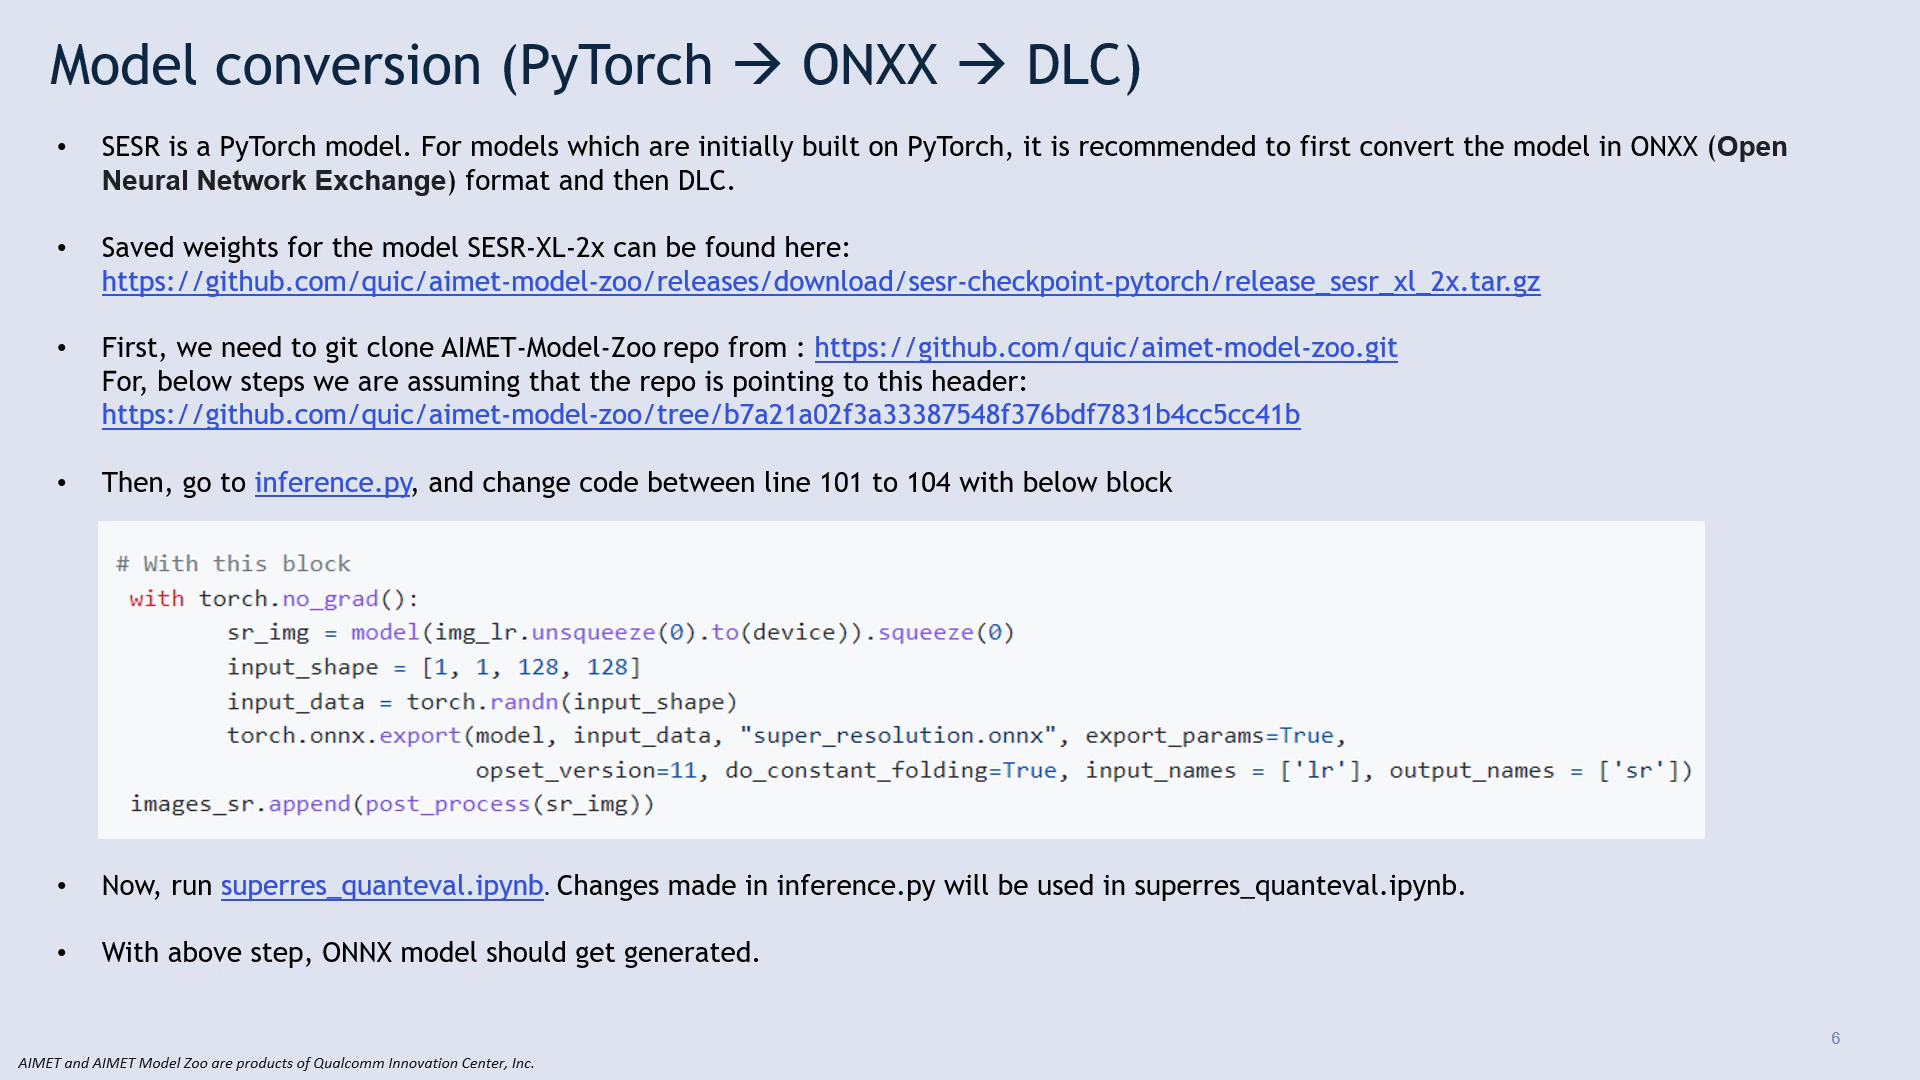 Model conversion (PyTorch → ONXX → DLC)
• SESR is a PyTorch model. For models which are initially built on PyTorch, it is recommended to first convert the model in ONXX (Open
Neural Network Exchange) format and then DLC.
• Saved weights for the model SESR-XL-2x can be found here:
https://github.com/quic/aimet-model-zoo/releases/download/sesr-checkpoint-pytorch/release_sesr_xl_2x.tar.gz
• First, we need to git clone AIMET-Model-Zoo repo from : https://github.com/quic/aimet-model-zoo.git
For, below steps we are assuming that the repo is pointing to this header:
https://github.com/quic/aimet-model-zoo/tree/b7a21a02f3a33387548f376bdf7831b4cc5cc41b
• Then, go to inference.py, and change code between line 101 to 104 with below block
# With this block
with torch.no_grad():
sr_img = model(img_lr.unsqueeze(0).to(device)).squeeze(0)
input_shape = [1, 1, 128, 128]
input_data = torch.randn(input_shape)
torch.onnx.export(model, input_data, "super_resolution.onnx", export_params=True,
opset_version=11, do_constant_folding=True, input_names = ['lr'], output_names = ['sr'])
images_sr.append(post_process(sr_img))
• Now, run superres_quanteval.ipynb. Changes made in inference.py will be used in superres_quanteval.ipynb.
• With above step, ONNX model should get generated.
6
AIMET and AIMET Model Zoo are products of Qualcomm Innovation Center, Inc.